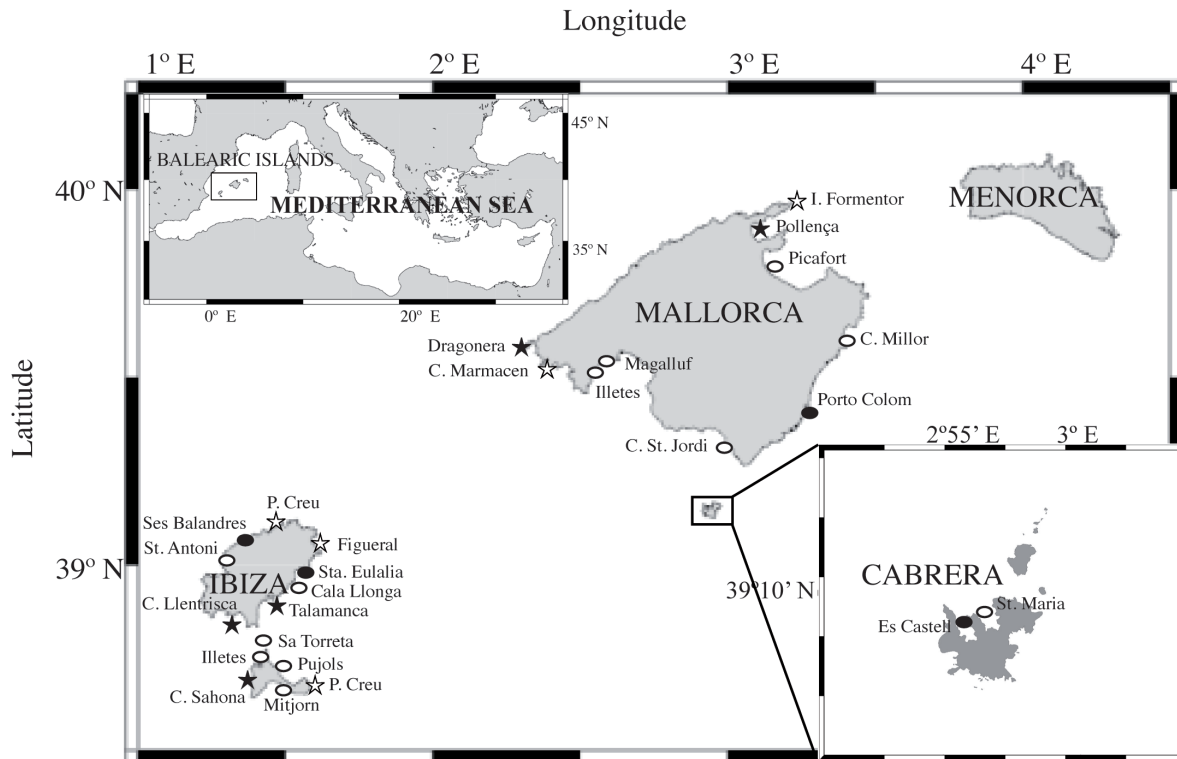 Longitude
1º E
2º E
3º E
4º E
45º N
BALEARIC ISLANDS
40º N
MEDITERRANEAN SEA
MENORCA
I. Formentor
Pollença
35º N
Picafort
0º E
20º E
MALLORCA
C. Millor
Dragonera
C. Marmacen
Magalluf
Illetes
Latitude
Porto Colom
C. St. Jordi
2º55’ E
3º E
P. Creu
Ses Balandres
St. Antoni
Figueral
39º N
IBIZA
Sta. Eulalia
Cala Llonga
C. Llentrisca
Talamanca
39º10’ N
CABRERA
St. Maria
Es Castell
Sa Torreta
Illetes
Pujols
C. Sahona
P. Creu
Mitjorn